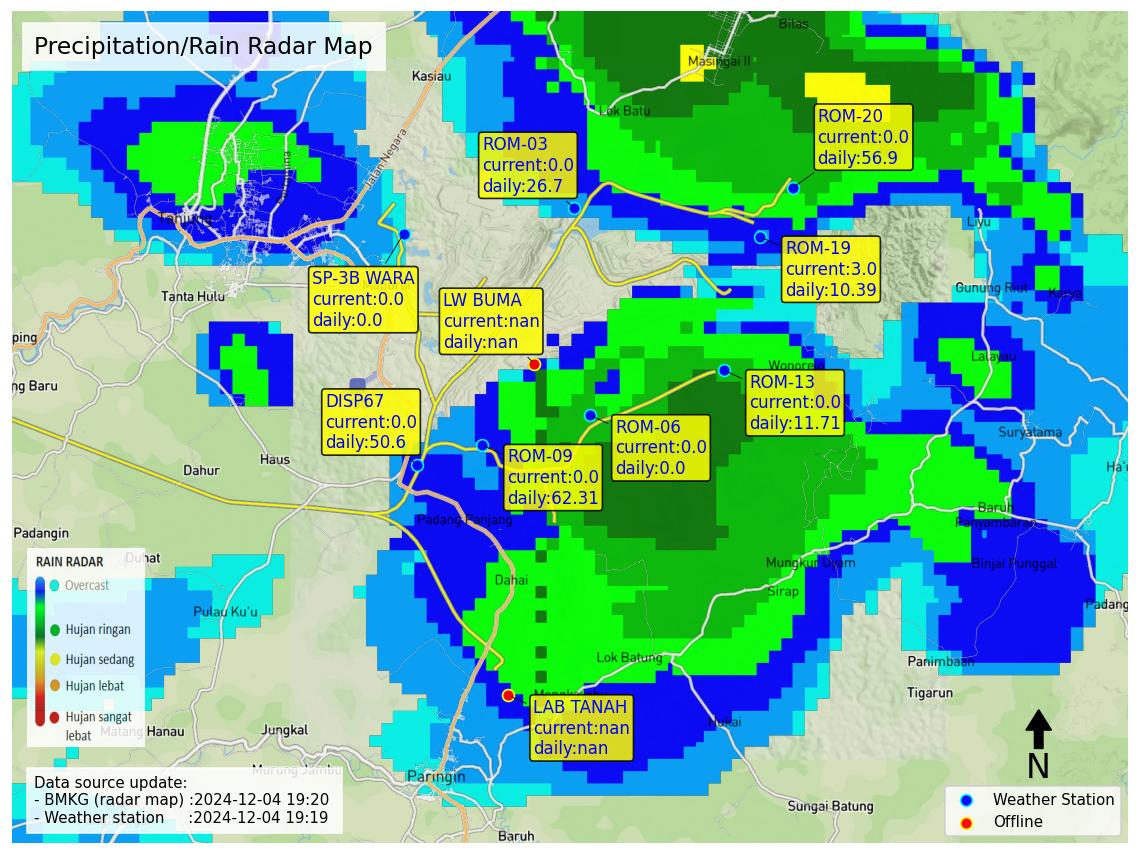 Precipitation/Rain Radar Map
Bilas
Masingai II
Kasiau
Lok Batu
Jalan Negara
ROM-20
current:0.0
daily:56.9
ROM-03
current:0.0
daily:26.7
Tanjung
Liyu
ROM-19
current:3.0
daily:10.39
SP-3B WARA
current:0.0
daily:0.0
Tanta Hulu
LW BUMA
current:nan
daily:nan
Gunung Riut
Karya
ping
Lalayau
Wonorejo
ng Baru
ROM-13
current:0.0
daily:11.71
DISP67
current:0.0
daily:50.6
ROM-06
current:0.0
daily:0.0
Suryatama
Haus
Dahur
ROM-09
current:0.0
daily:62.31
Ha'u
Baruh
Panyambaran
Padang Panjang
Padangin
Duhat
Mungkur Uyam
Binjai Punggal
Dahai
Sirap
Padang
Pulau Ku'u
RAIN RADAR
Overcast
Hujan ringan
Hujan sedang
Hujan lebat
Hujan sangat
lebat
Lok Batung
Panimbaan
Tigarun
LAB TANAH
current:nan
daily:nan
Hukai
Matang Hanau
Jungkal
Murung Jambu
Paringin
N
Data source update:
- BMKG (radar map) :2024-12-04 19:20
- Weather station :2024-12-04 19:19
Sungai Batung
Baruh
Weather Station
Offline